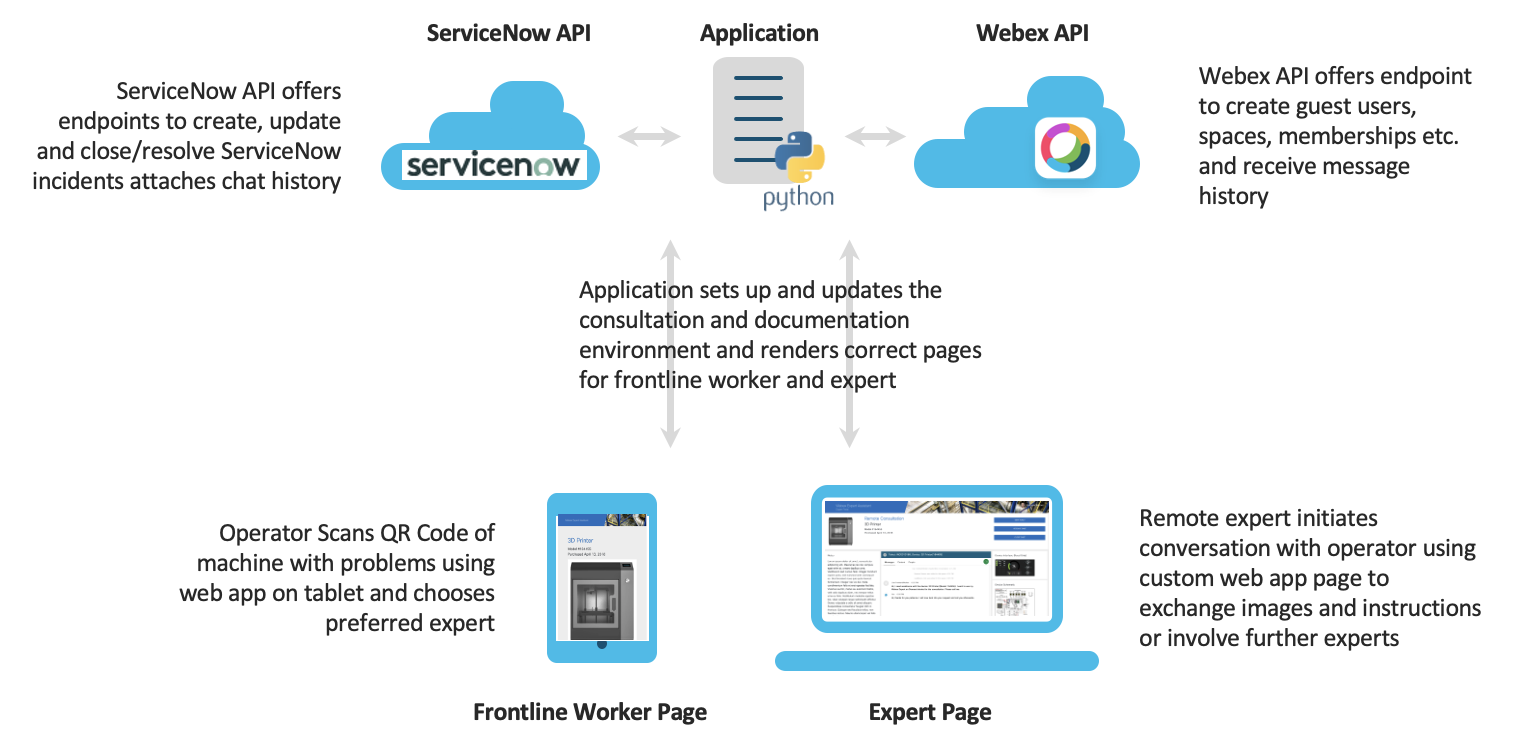 ServiceNow API
Application
Webex API
ServiceNow API offers
endpoints to create, update
and close/resolve ServiceNow
incidents attaches chat history
servicenow
python
Webex API offers endpoint
to create guest users,
spaces, memberships etc.
and receive message
history
Application sets up and updates the
consultation and documentation
environment and renders correct pages
for frontline worker and expert
Operator Scans QR Code of
machine with problems using
web app on tablet and chooses
preferred expert
3D Printer
Remote Consultation
3D Printer
Remote expert initiates
conversation with operator using
custom web app page to
exchange images and instructions
or involve further experts
Frontline Worker Page
Expert Page